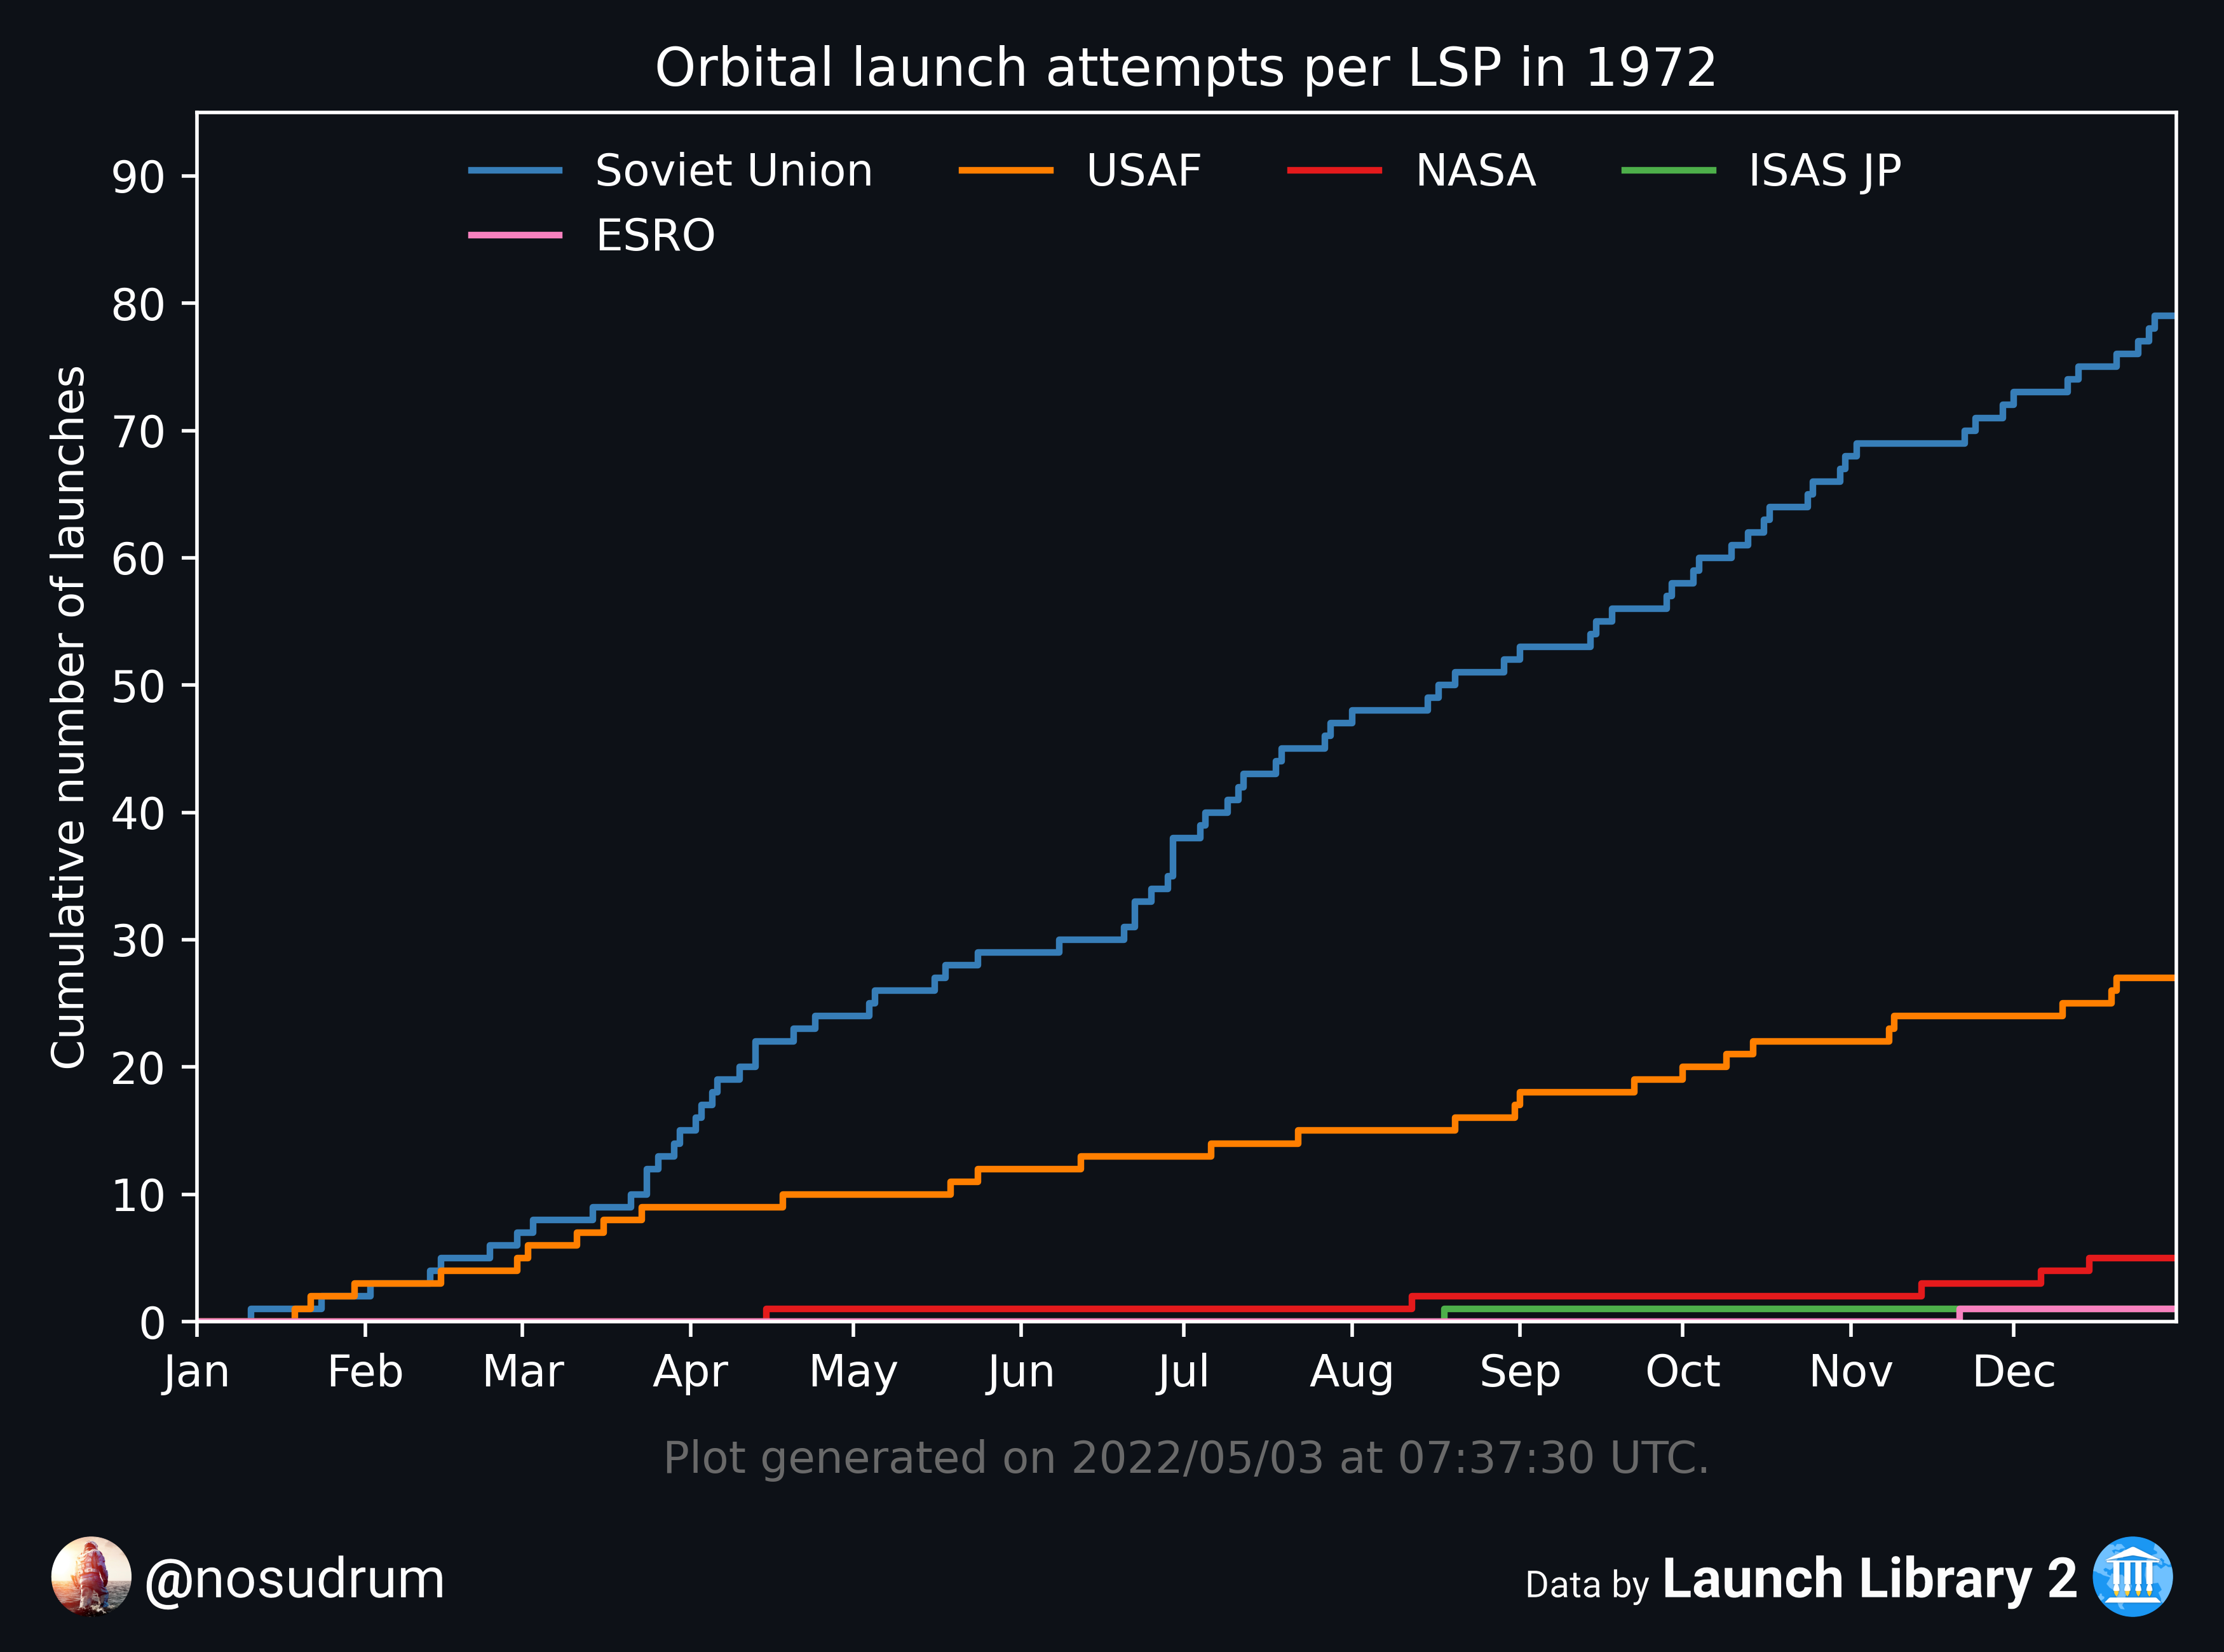 Orbital launch attempts per LSP in 1972
Soviet Union USAF NASA ISAS JP
ESRO
Cumulative number of launches
90
80
70
60
50
40
30
20
10
0
Jan Feb Mar Apr May Jun Jul Aug Sep Oct Nov Dec
Plot generated on 2022/05/03 at 07:37:30 UTC.
@nosudrum
Data by Launch Library 2